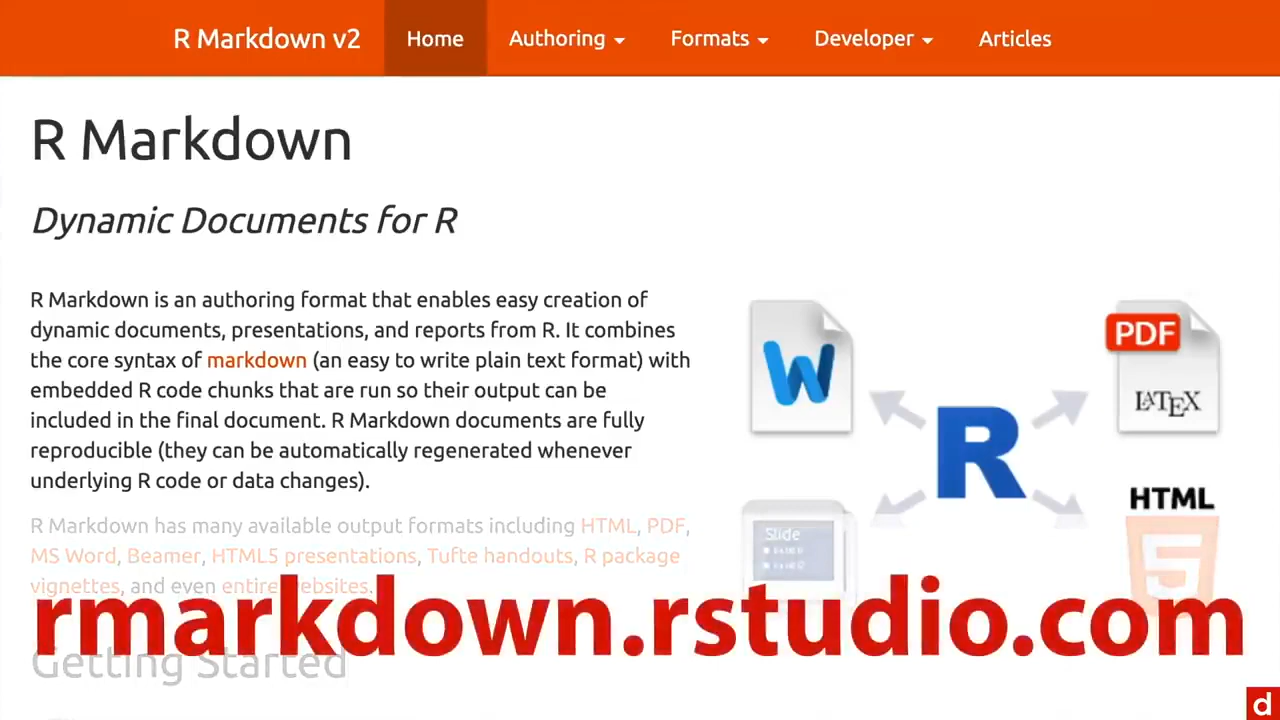 R Markdown v2
Home
Authoring
Formats
Developer
Articles
R Markdown
Dynamic Documents for R
R Markdown is an authoring format that enables easy creation of
dynamic documents, presentations, and reports from R. It combines
the core syntax of markdown (an easy to write plain text format) with
embedded R code chunks that are run so their output can be
included in the final document. R Markdown documents are fully
reproducible (they can be automatically regenerated whenever
underlying R code or data changes).
R Markdown has many available output formats including HTML, PDF,
MS Word, Beamer, HTML5 presentations, Tufte handouts, R package
vignettes, and even entire websites.
W
PDF
LATEX
R
Slide
HTML
5
rmarkdown.rstudio.com
Getting Started
d